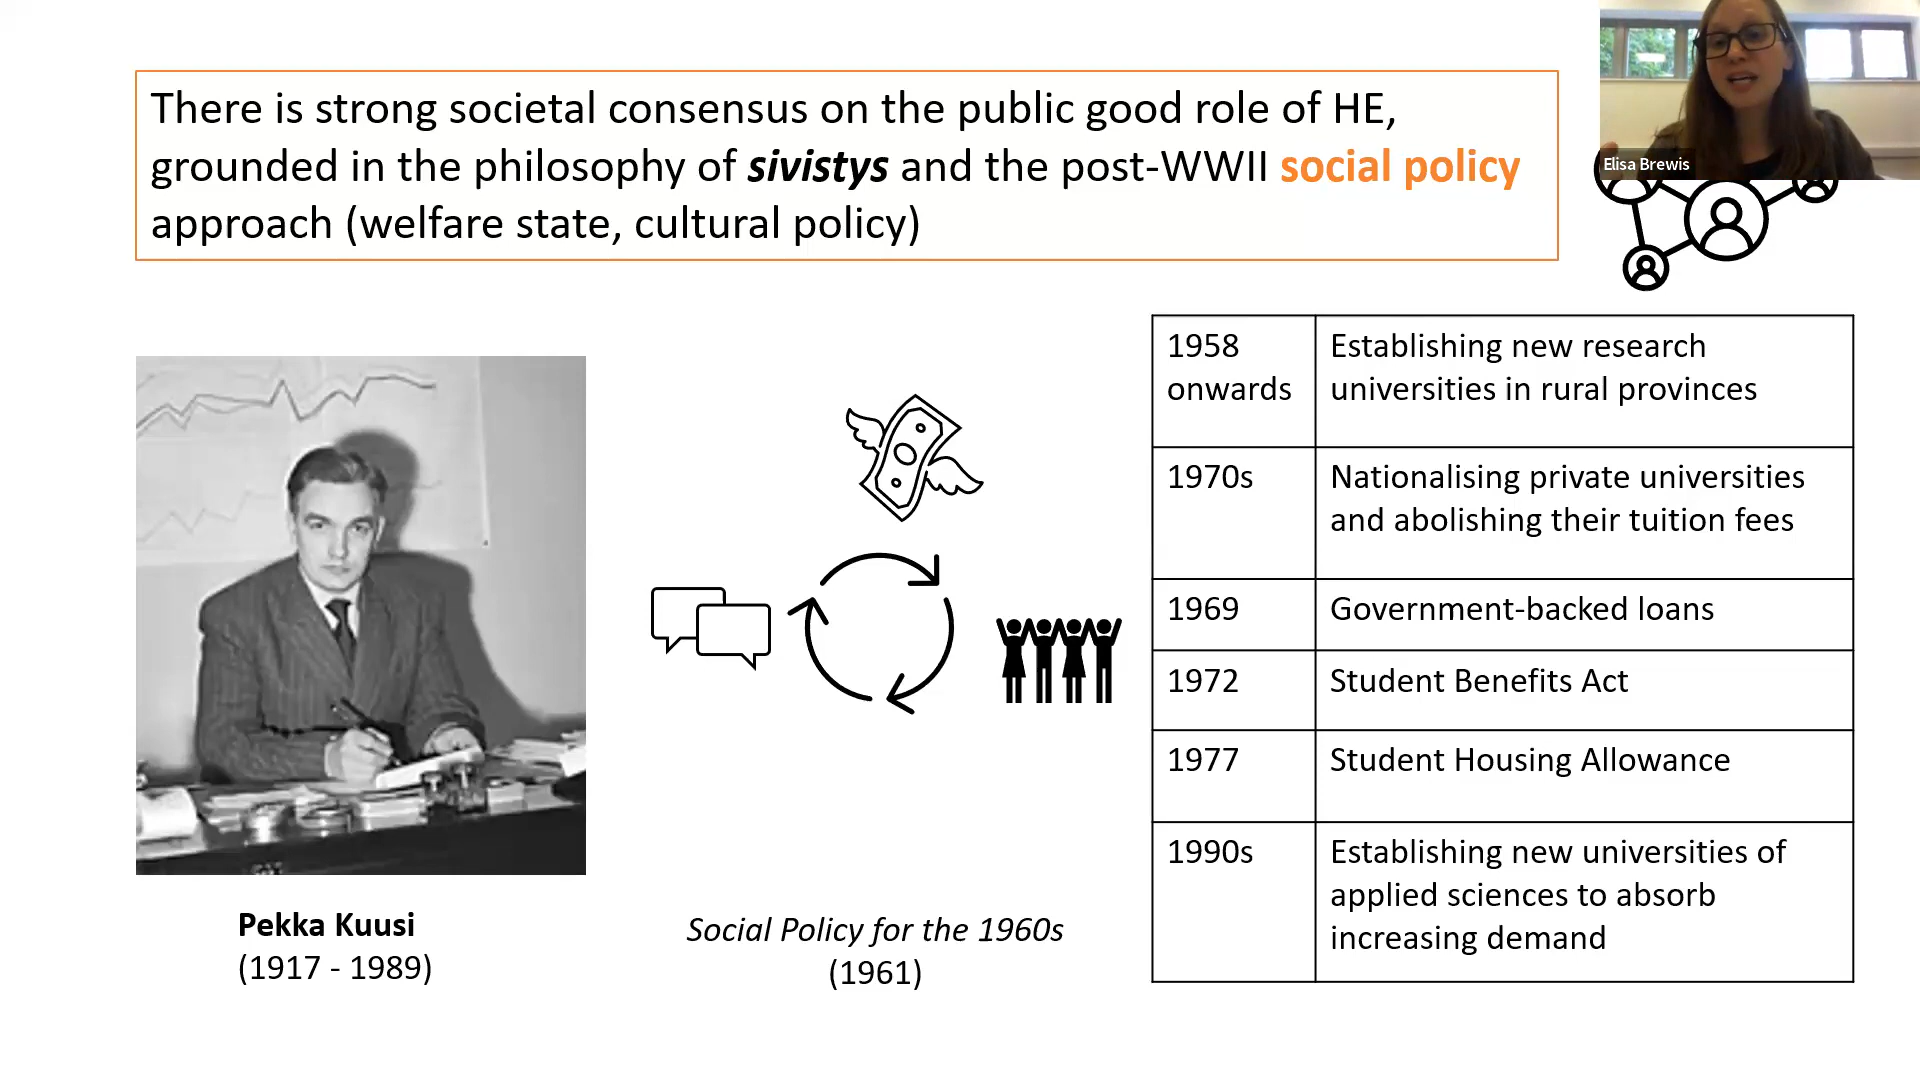 There is strong societal consensus on the public good role of HE,
grounded in the philosophy of sivistys and the post-WWII social policy
approach (welfare state, cultural policy)
Elisa Brewis
Pekka Kuusi
(1917 - 1989)
Social Policy for the 1960s
(1961)
1958
onwards
Establishing new research
universities in rural provinces
1970s
Nationalising private universities
and abolishing their tuition fees
1969
Government-backed loans
1972
Student Benefits Act
1977
Student Housing Allowance
1990s
Establishing new universities of
applied sciences to absorb
increasing demand